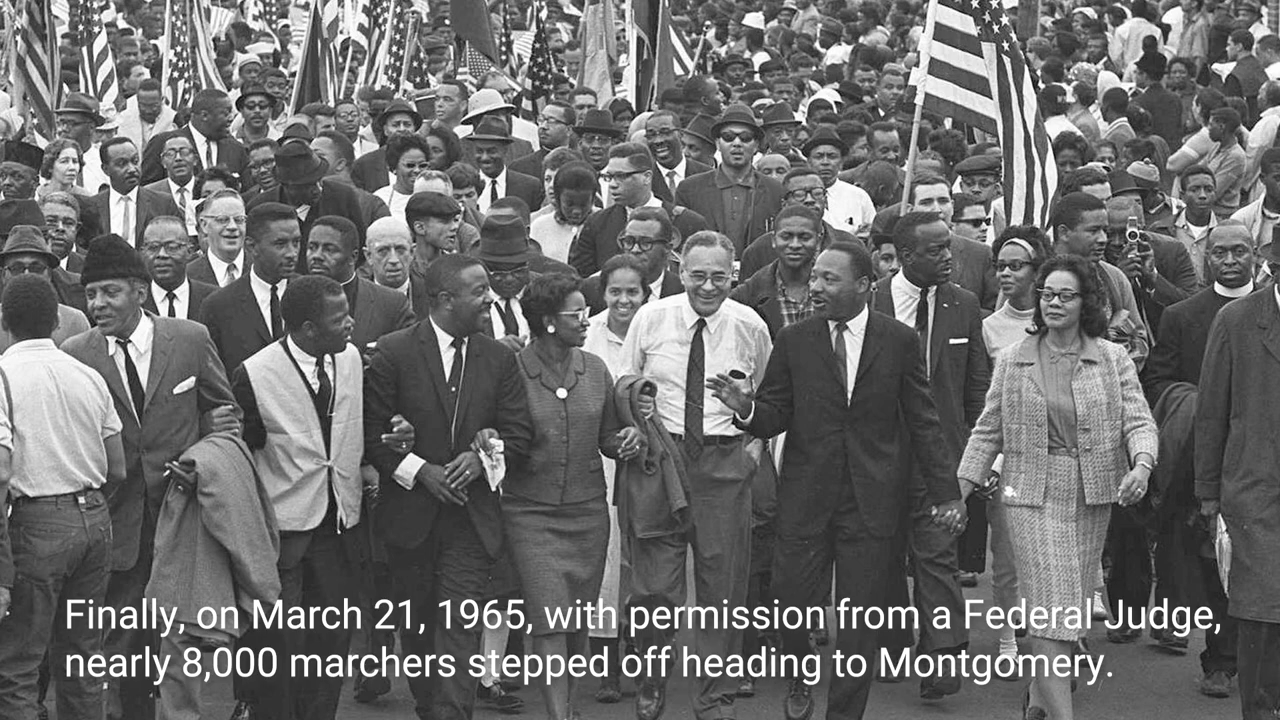 Finally, on March 21, 1965, with permission from a Federal Judge,
nearly 8,000 marchers stepped off heading to Montgomery.